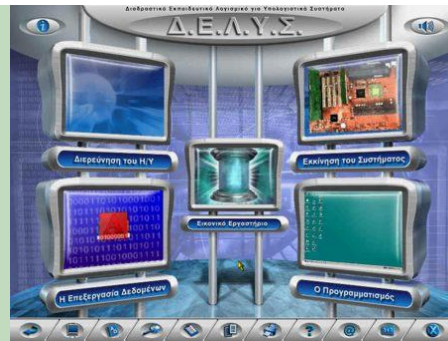 Διαδραστικό Εκπαιδευτικό Λογισμικό για Υπολογιστικά Συστήματα
Δ.Ε.Λ.Υ.Σ.
Διερεύνηση του Η/Υ
Εκκίνηση του Συστήματος
Εικονικό Εργαστήριο
Η Επεξεργασία Δεδομένων
Ο Προγραμματισμός